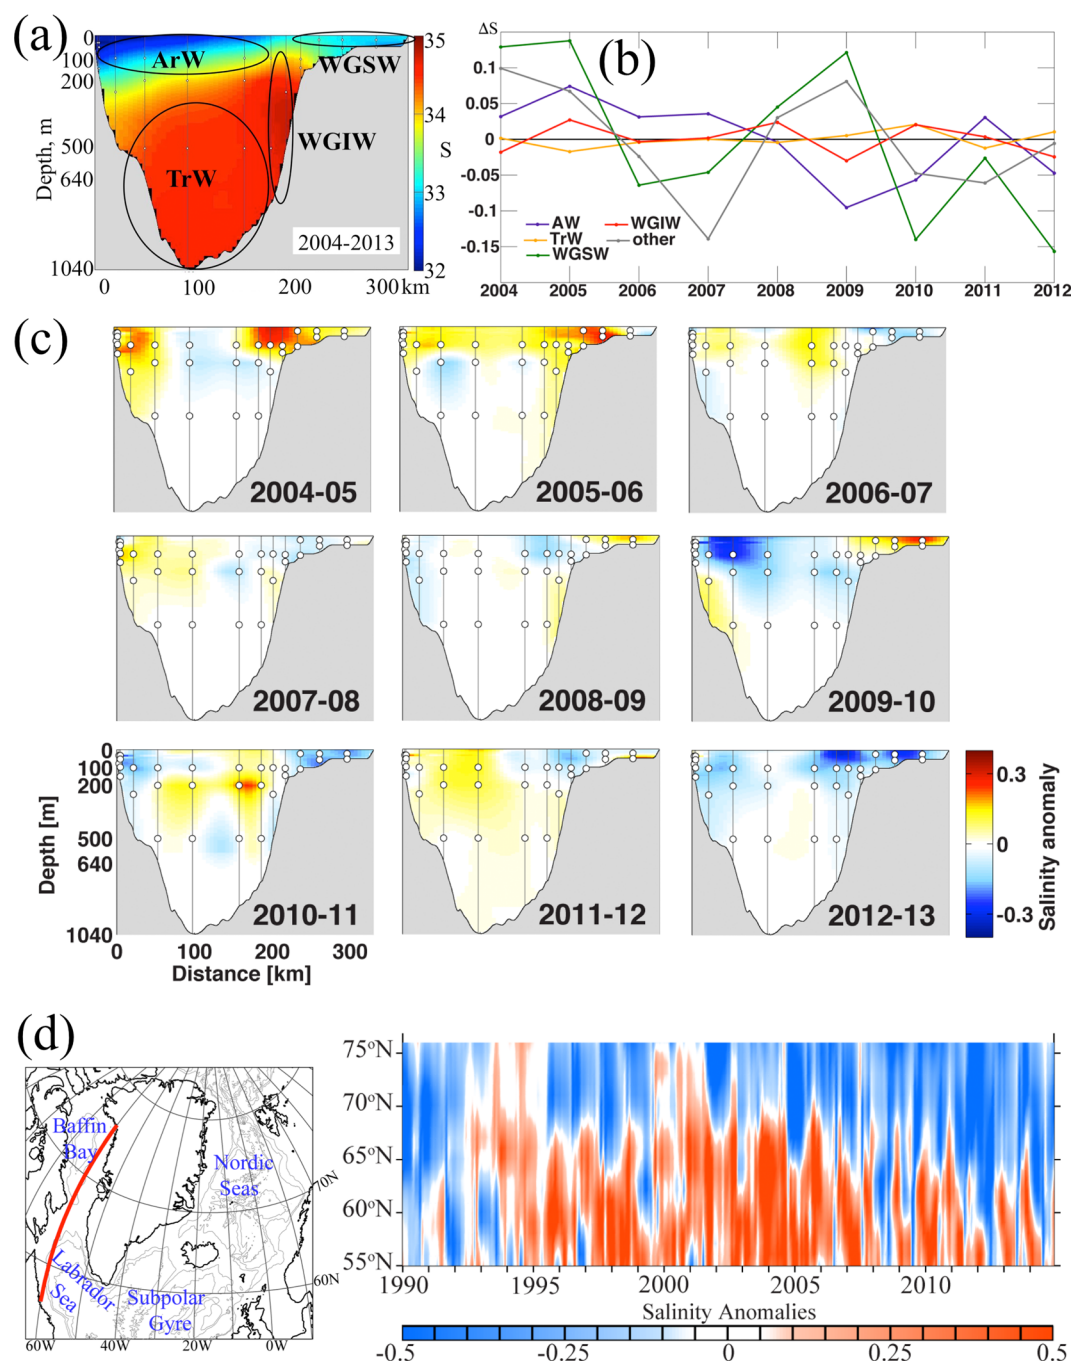 (a)
0
100
200
500
640
1040
Depth, m
ArW
WGSW
WGIW
TrW
2004-2013
0 100 200 300km
35
34
S
33
32
(b)
ΔS
0.1
0.05
0
-0.05
-0.1
-0.15
AW WGIW
TrW other
WGSW
2004 2005 2006 2007 2008 2009 2010 2011 2012
(c)
2004-05 2005-06 2006-07
2007-08 2008-09 2009-10
0
100
200
500
640
1040
Depth [m]
2010-11 2011-12 2012-13
0 100 200 300
Distance [km]
0.3
0
-0.3
Salinity anomaly
(d)
Baffin
Bay
Nordic
Seas
Labrador
Sea
Subpolar
Gyre
70N
60N
60W 40W 20W 0W
75°N
70°N
65°N
60°N
55°N
1990 1995 2000 2005 2010
Salinity Anomalies
-0.5 -0.25 0 0.25 0.5